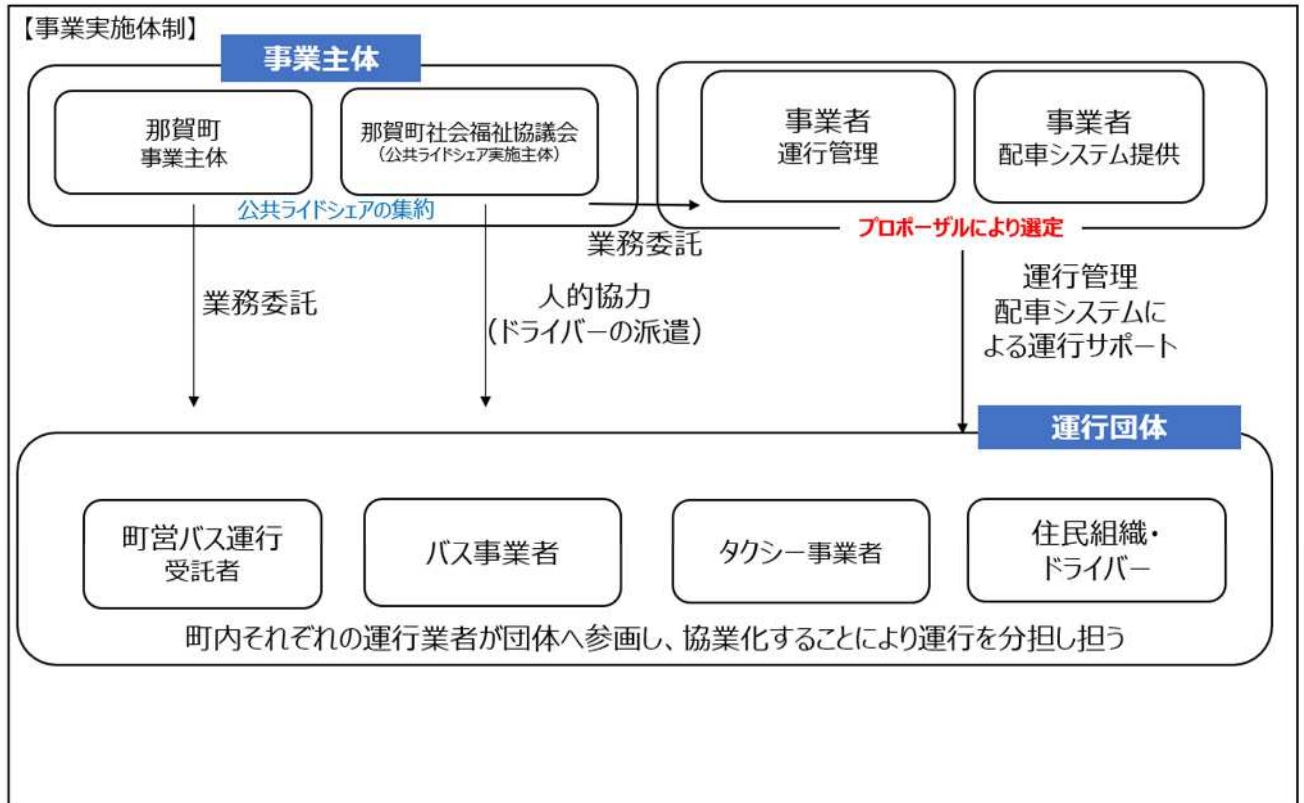 【事業実施体制】
事業主体
那賀町
事業主体
那賀町社会福祉協議会
(公共ライドシェア実施主体)
公共ライドシェアの集約
事業者
運行管理
事業者
配車システム提供
プロポーザルにより選定
業務委託
業務委託
人的協力
(ドライバーの派遣)
運行管理
配車システムに
よる運行サポート
運行団体
町営バス運行
受託者
バス事業者
タクシー事業者
住民組織・
ドライバー
町内それぞれの運行業者が団体へ参画し、協業化することにより運行を分担し担う